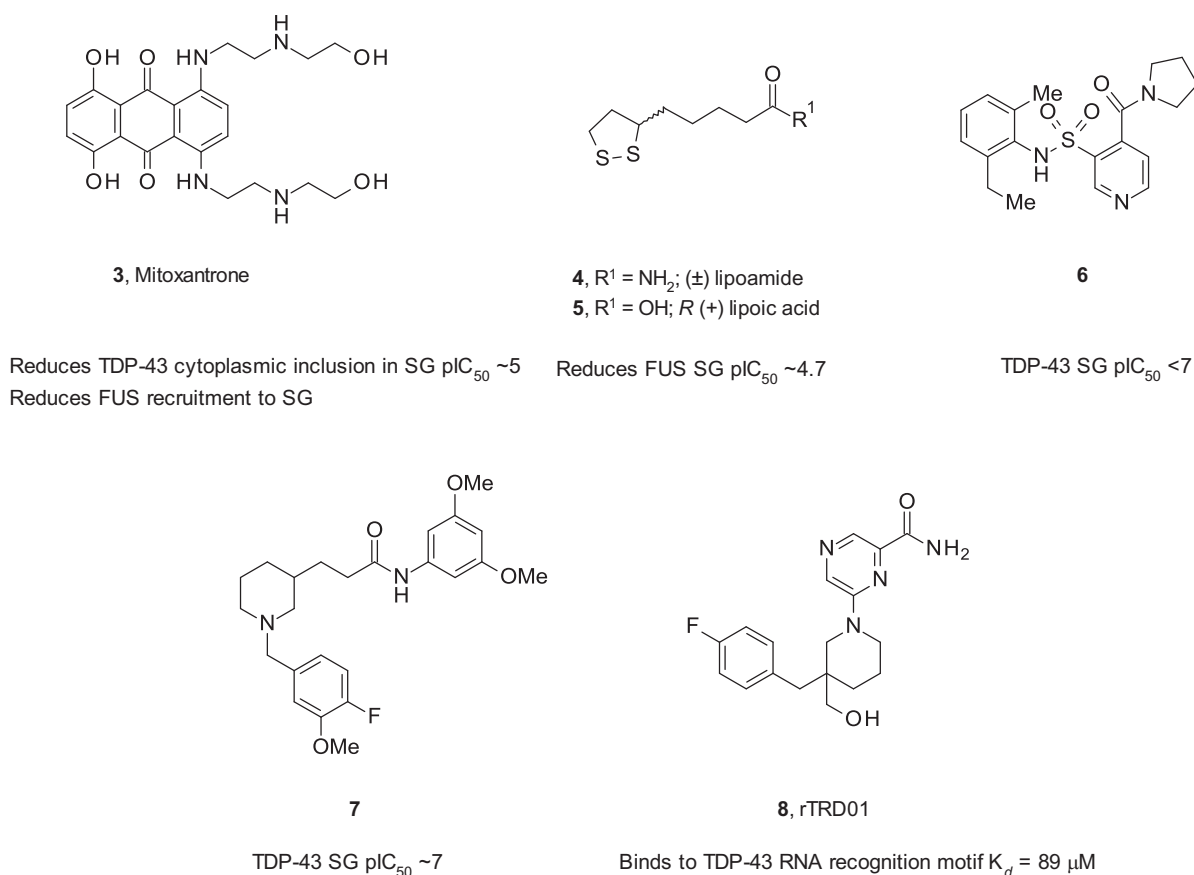 OH
O
HN
H
N
OH
OH
O
HN
N
H
OH
3, Mitoxantrone
Reduces TDP-43 cytoplasmic inclusion in SG pIC50 ~5
Reduces FUS recruitment to SG
O
R1
S
S
4, R1 = NH2; (±) lipoamide
5, R1 = OH; R (+) lipoic acid
Reduces FUS SG pIC50 ~4.7
Me
O
O
S
N
H
O
N
N
Me
6
TDP-43 SG pIC50 <7
OMe
O
N
H
OMe
N
F
OMe
7
TDP-43 SG pIC50 ~7
O
NH2
N
N
N
F
OH
8, rTRD01
Binds to TDP-43 RNA recognition motif Kd = 89 μM